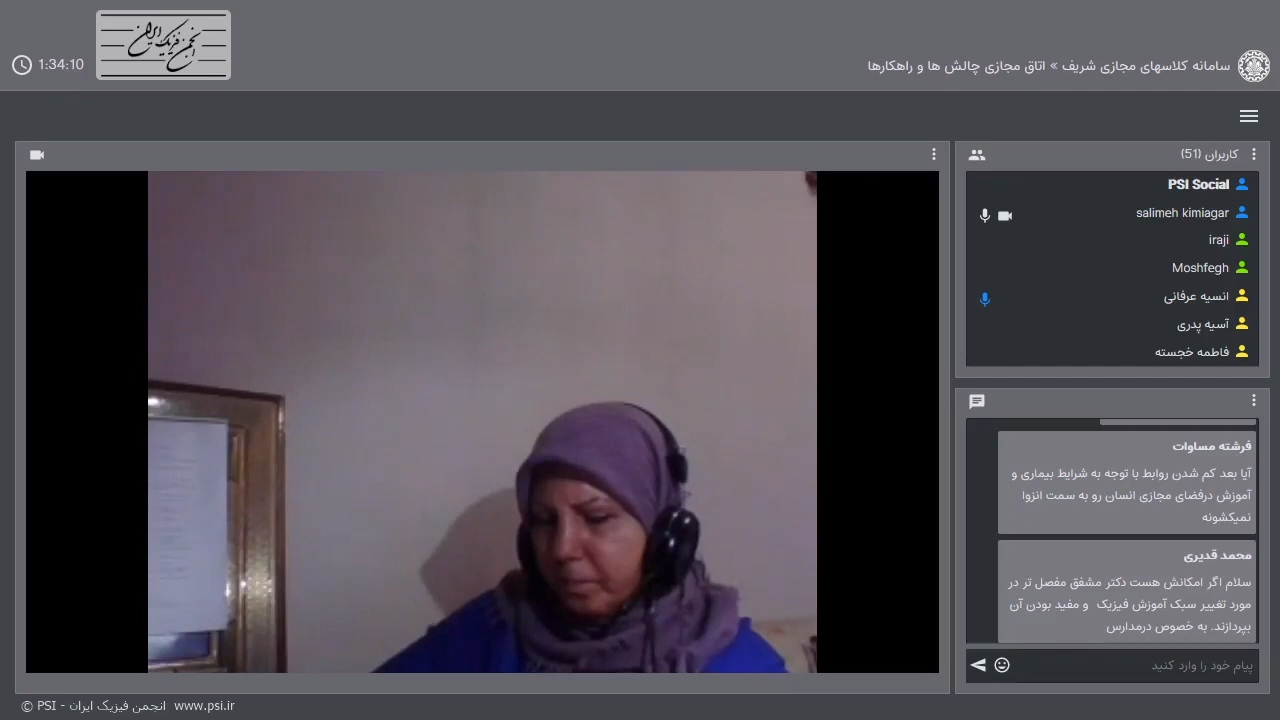 انجمن فیزیک ایران
1:34:10
سامانه کلاسهای مجازی شریف » اتاق مجازی چالش ها و راهکارها
کاربران (51)
PSI Social
salimeh kimiagar
iraji
Moshfegh
انسیه عرفانی
آسیه پدری
فاطمه خجسته
فرشته مساوات
آیا بعد کم شدن روابط با توجه به شرایط بیماری و
آموزش درفضای مجازی انسان رو به سمت انزوا
نمیکشونه
محمد قدیری
سلام اگر امکانش هست دکتر مشفق مفصل تر در
مورد تغییر سبک آموزش فیزیک و مفید بودن آن
بپردازند. به خصوص درمدارس
پیام خود را وارد کنید
© PSI - انجمن فیزیک ایران www.psi.ir